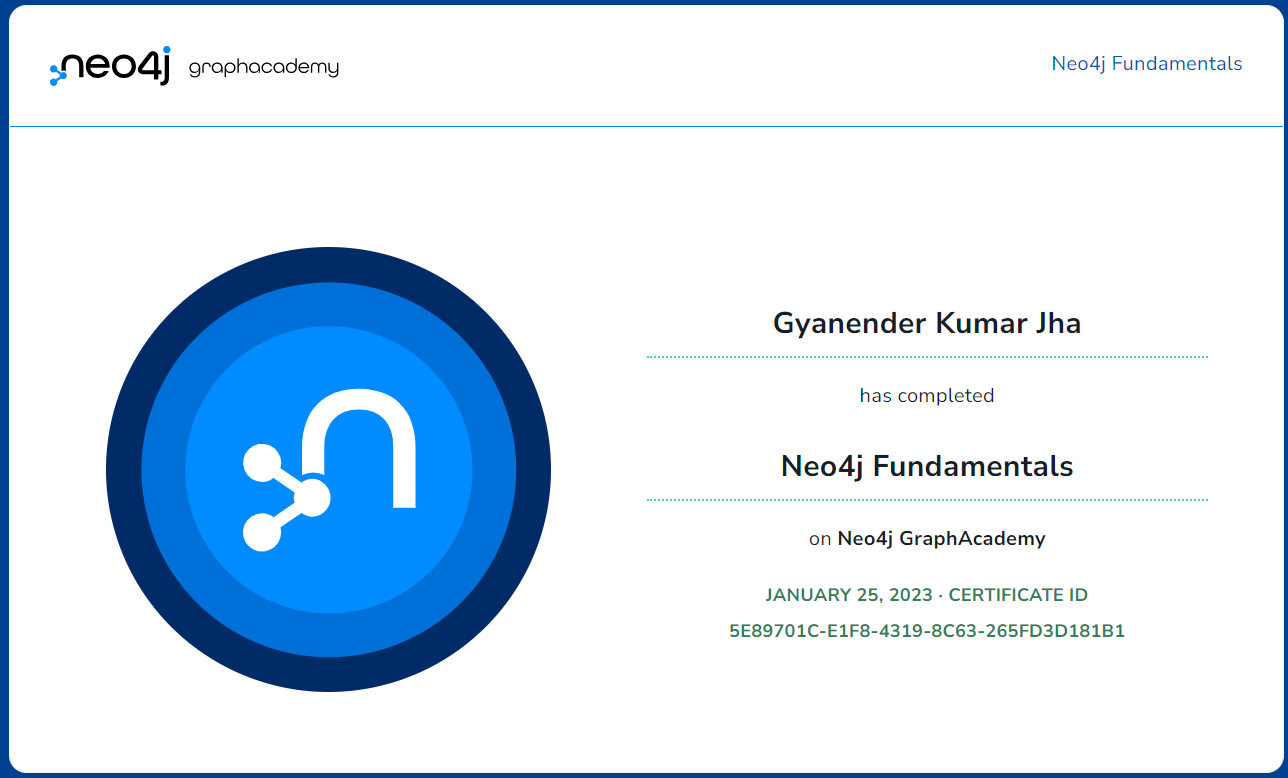 neo4j graphacademy
Neo4j Fundamentals
Gyanender Kumar Jha
has completed
Neo4j Fundamentals
on Neo4j GraphAcademy
JANUARY 25, 2023 · CERTIFICATE ID
5E89701C-E1F8-4319-8C63-265FD3D181B1